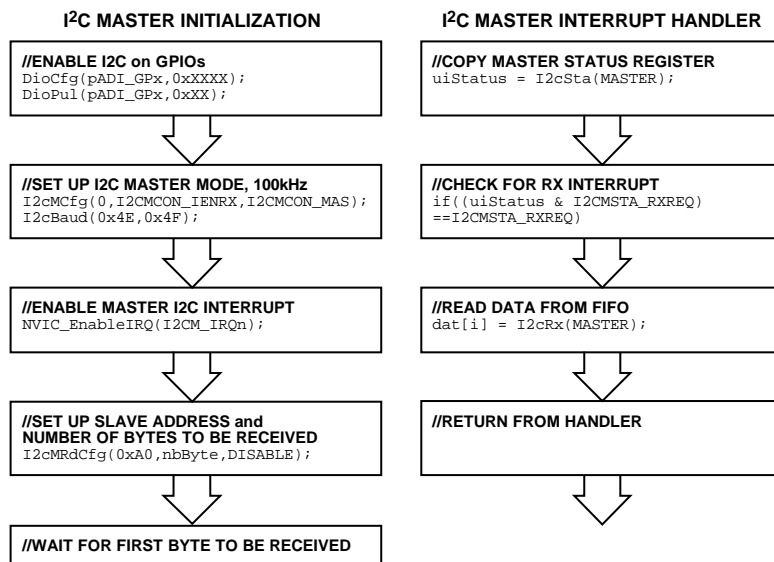 I²C MASTER INITIALIZATION
//ENABLE I2C on GPIOs
DioCfg(pADI_GPx,0xXXXX);
DioPul(pADI_GPx,0xXX);
//SET UP I2C MASTER MODE, 100kHz
I2cMCfg(0,I2CMCON_IENRX,I2CMCON_MAS);
I2cBaud(0x4E,0x4F);
//ENABLE MASTER I2C INTERRUPT
NVIC_EnableIRQ(I2CM_IRQn);
//SET UP SLAVE ADDRESS and
NUMBER OF BYTES TO BE RECEIVED
I2cMRdCfg(0xA0,nbByte,DISABLE);
//WAIT FOR FIRST BYTE TO BE RECEIVED
I²C MASTER INTERRUPT HANDLER
//COPY MASTER STATUS REGISTER
uiStatus = I2cSta(MASTER);
//CHECK FOR RX INTERRUPT
if((uiStatus & I2CMSTA_RXREQ)
==I2CMSTA_RXREQ)
//READ DATA FROM FIFO
dat[i] = I2cRx(MASTER);
//RETURN FROM HANDLER